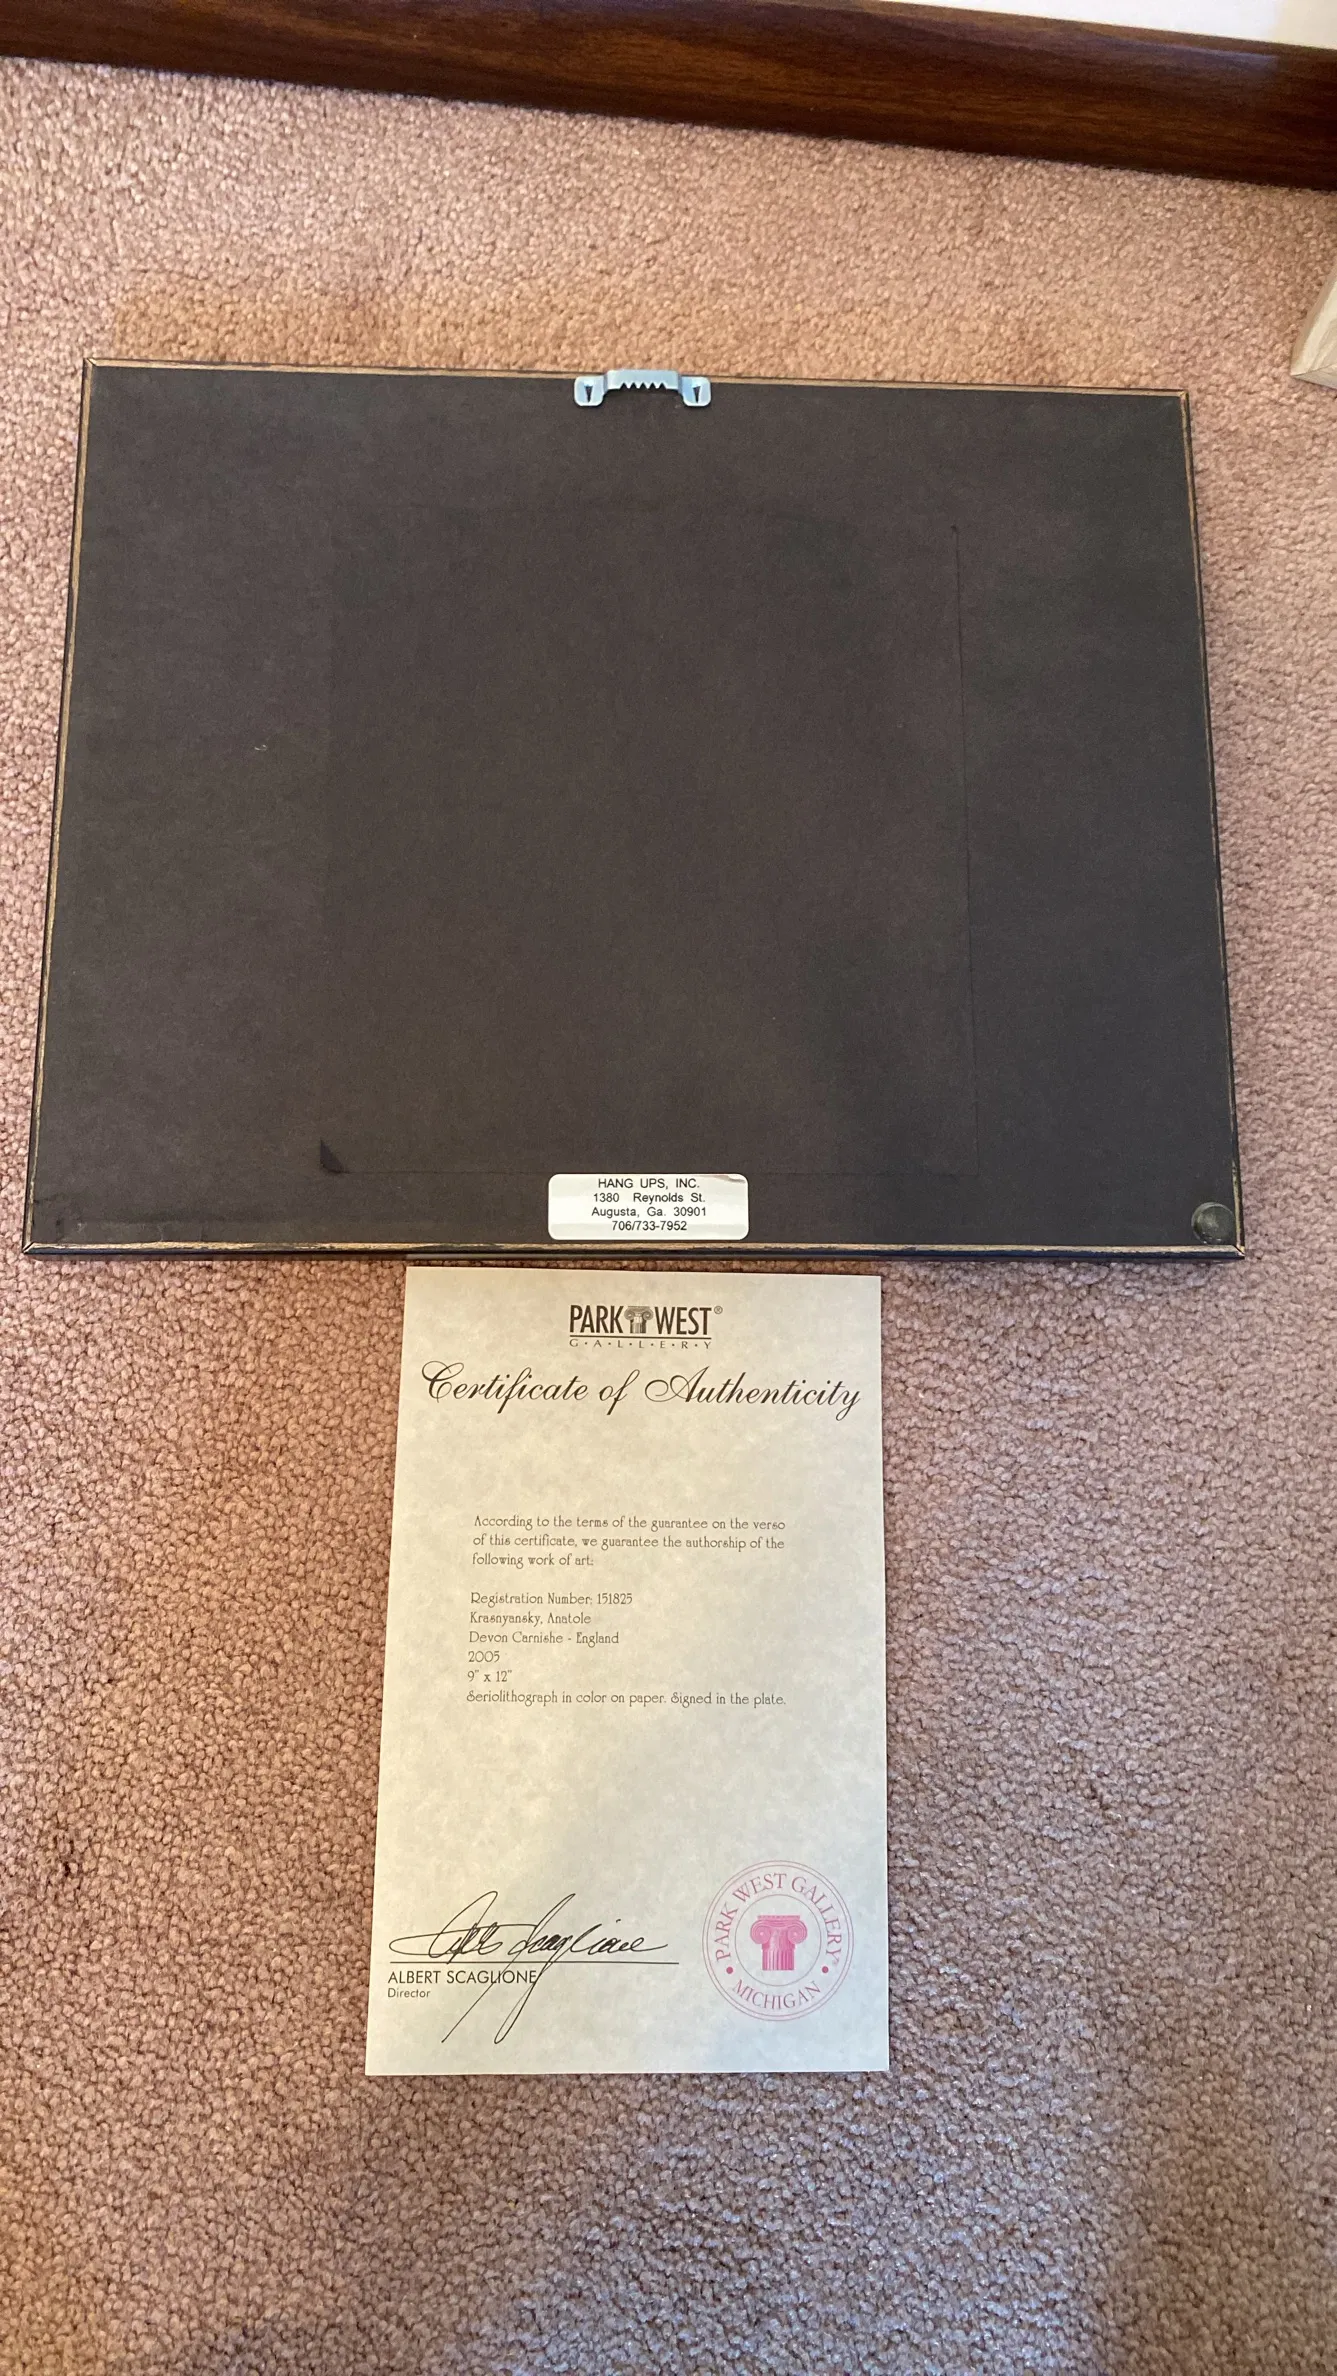 HANG UPS, INC.
1380 Reynolds St.
Augusta, Ga. 30901
706/733-7952
PARK WEST®
G·A·L·L·E·R·Y
Certificate of Authenticity
According to the terms of the guarantee on the verso
of this certificate, we guarantee the authorship of the
following work of art:
Registration Number: 151825
Krasnyansky, Anatole
Devon Carnishe - England
2005
9" x 12"
Seriolithograph in color on paper. Signed in the plate.
Albert Scaglione
ALBERT SCAGLIONE
Director
PARK WEST GALLERY
• MICHIGAN •